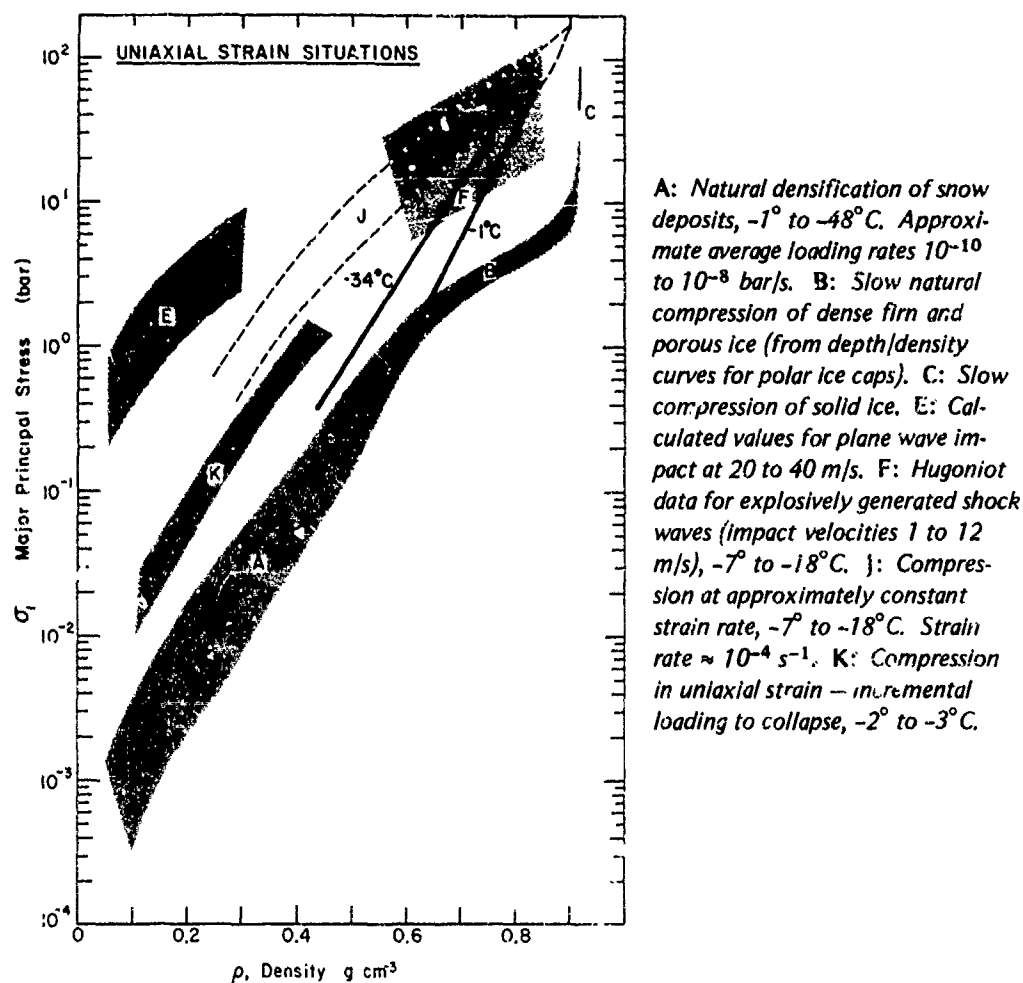 UNIAXIAL STRAIN SITUATIONS
10²
10¹
10⁰
10⁻¹
10⁻²
10⁻³
10⁻⁴
σ₁ Major Principal Stress (bar)
C
F
J
-1°C
-34°C
B
E
K
A
0 0.2 0.4 0.6 0.8
ρ, Density g cm⁻³
A: Natural densification of snow
deposits, -1° to -48°C. Approxi-
mate average loading rates 10⁻¹⁰
to 10⁻⁸ bar/s. B: Slow natural
compression of dense firn and
porous ice (from depth/density
curves for polar ice caps). C: Slow
compression of solid ice. E: Cal-
culated values for plane wave im-
pact at 20 to 40 m/s. F: Hugoniot
data for explosively generated shock
waves (impact velocities 1 to 12
m/s), -7° to -18°C. J: Compres-
sion at approximately constant
strain rate, -7° to -18°C. Strain
rate ≈ 10⁻⁴ s⁻¹. K: Compression
in uniaxial strain – incremental
loading to collapse, -2° to -3°C.